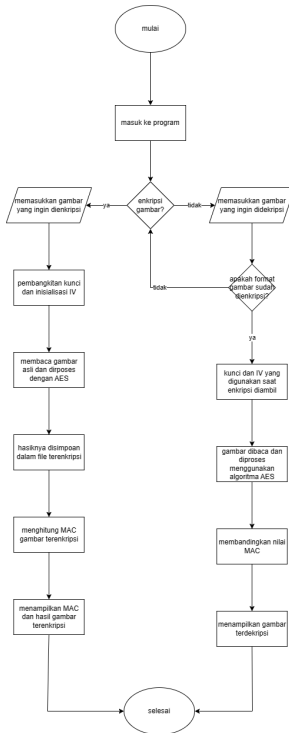 mulai
masuk ke program
enkripsi
gambar?
ya
tidak
memasukkan gambar
yang ingin dienkripsi
memasukkan gambar
yang ingin didekripsi
pembangkitan kunci
dan inisialisasi IV
apakah format
gambar sudah
dienkripsi?
tidak
ya
membaca gambar
asli dan dirposes
dengan AES
kunci dan IV yang
digunakan saat
enkripsi diambil
hasiknya disimpoan
dalam file terenkripsi
gambar dibaca dan
diproses
menggunakan
algoritma AES
menghitung MAC
gambar terenkripsi
membandingkan nilai
MAC
menampilkan MAC
dan hasil gambar
terenkripsi
menampilkan gambar
terdekripsi
selesai